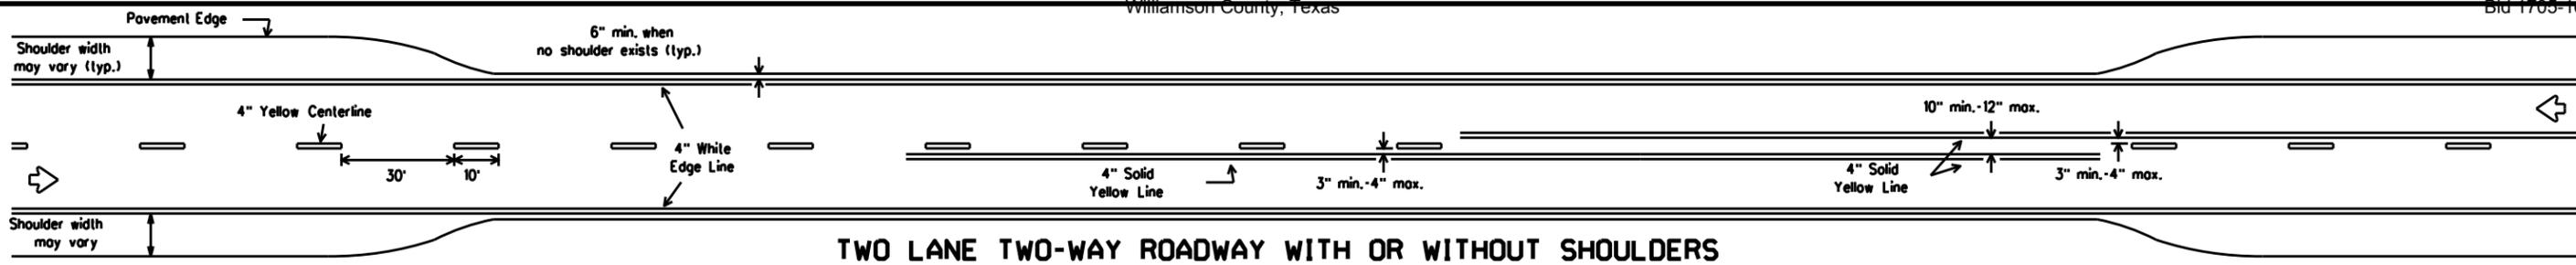 Williamson County, Texas
Pavement Edge
Shoulder width
may vary (typ.)
6" min. when
no shoulder exists (typ.)
4" Yellow Centerline
30'
10'
4" White
Edge Line
4" Solid
Yellow Line
3" min.-4" max.
10" min.-12" max.
4" Solid
Yellow Line
3" min.-4" max.
Shoulder width
may vary
TWO LANE TWO-WAY ROADWAY WITH OR WITHOUT SHOULDERS